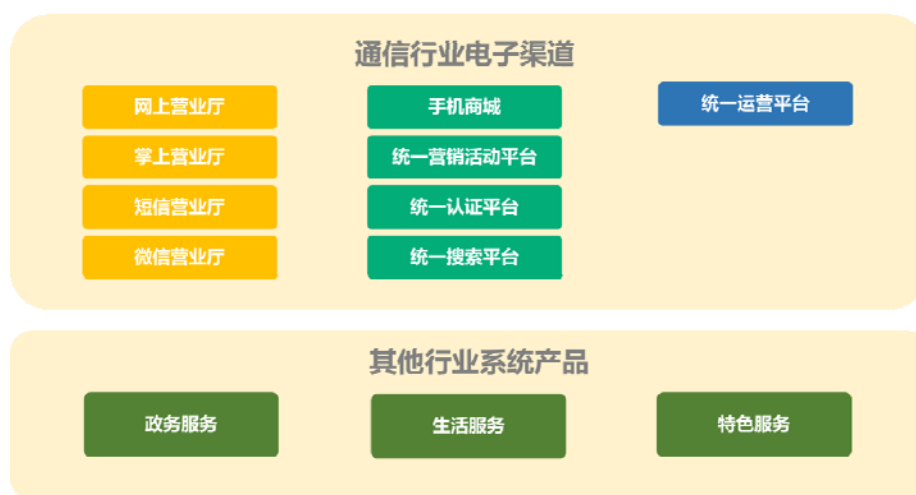 通信行业电子渠道
网上营业厅
手机商城
统一运营平台
掌上营业厅
统一营销活动平台
短信营业厅
统一认证平台
微信营业厅
统一搜索平台
其他行业系统产品
政务服务
生活服务
特色服务